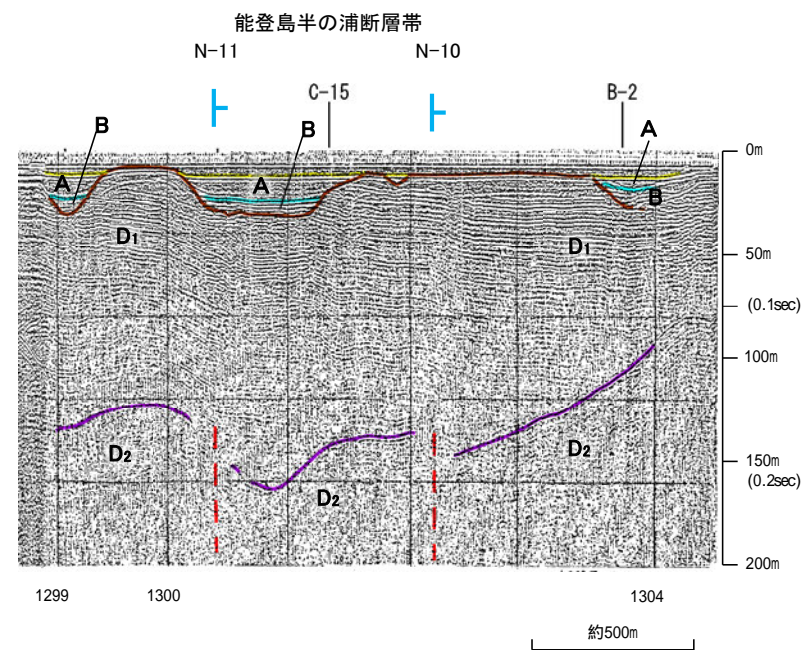 能登島半の浦断層帯
N-11
N-10
C-15
B-2
B
B
A
A
A
B
D1
D1
D2
D2
D2
0m
50m
(0.1sec)
100m
150m
(0.2sec)
200m
1299
1300
1304
約500m